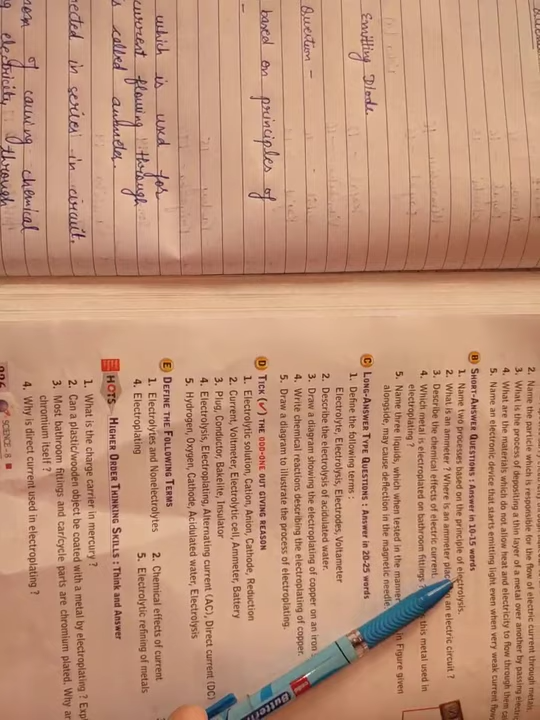 Emitting Diode
Question -
based on principles of
which is used for
current flowing through
is called ammeter.
in series in circuit.
of causing chemical
electricity through
2. Name the particle which is responsible for the flow of electric current through metals.
3. What is the process of depositing a thin layer of a metal over another by passing
4. What are the materials which do not allow heat and electricity to flow through them
5. Name an electronic device that starts emitting light even when very weak current
B SHORT-ANSWER QUESTIONS : Answer in 10-15 words
1. Name two processes based on the principle of electrolysis.
2. What is an ammeter ? Where is an ammeter an electric circuit ?
3. Describe the chemical effects of electric current.
4. Which metal is electroplated on bathroom fittings this metal used in
electroplating ?
5. Name three liquids, which when tested in the manner in Figure given
alongside, may cause deflection in the magnetic needle.
C LONG-ANSWER TYPE QUESTIONS : Answer in 20-25 words
1. Define the following terms :
Electrolyte, Electrolysis, Electrodes, Voltameter
2. Describe the electrolysis of acidulated water.
3. Draw a diagram showing the electroplating of copper on an iron
4. Write chemical reactions describing the electroplating of copper.
5. Draw a diagram to illustrate the process of electroplating.
D TICK (✓) THE ODD-ONE OUT GIVING REASON
1. Electrolytic solution, Cation, Anion, Cathode, Reduction
2. Current, Voltmeter, Electrolytic cell, Ammeter, Battery
3. Plug, Conductor, Bakelite, Insulator
4. Electrolysis, Electroplating, Alternating current (AC), Direct current (DC)
5. Hydrogen, Oxygen, Cathode, Acidulated water, Electrolysis
E DEFINE THE FOLLOWING TERMS
1. Electrolytes and Nonelectrolytes 2. Chemical effects of current
4. Electroplating 5. Electrolytic refining of metals
HOTS HIGHER ORDER THINKING SKILLS : Think and Answer
1. What is the charge carrier in mercury ?
2. Can a plastic/wooden object be coated with a metal by electroplating ?
3. Most bathroom fittings and car/cycle parts are chromium plated. Why
chromium itself ?
4. Why is direct current used in electroplating ?
SCIENCE-8